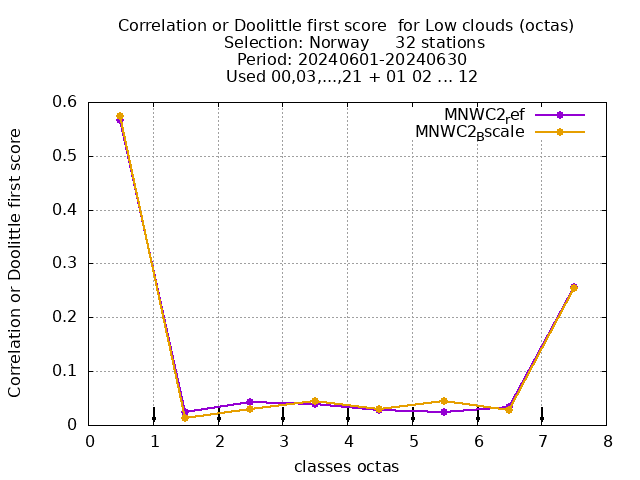 Correlation or Doolittle first score  for Low clouds (octas)
Selection: Norway     32 stations
Period: 20240601-20240630
Used 00,03,...,21 + 01 02 ... 12
MNWC2_ref
MNWC2_Bscale
Correlation or Doolittle first score
0.6
0.5
0.4
0.3
0.2
0.1
0
0 1 2 3 4 5 6 7 8
classes octas